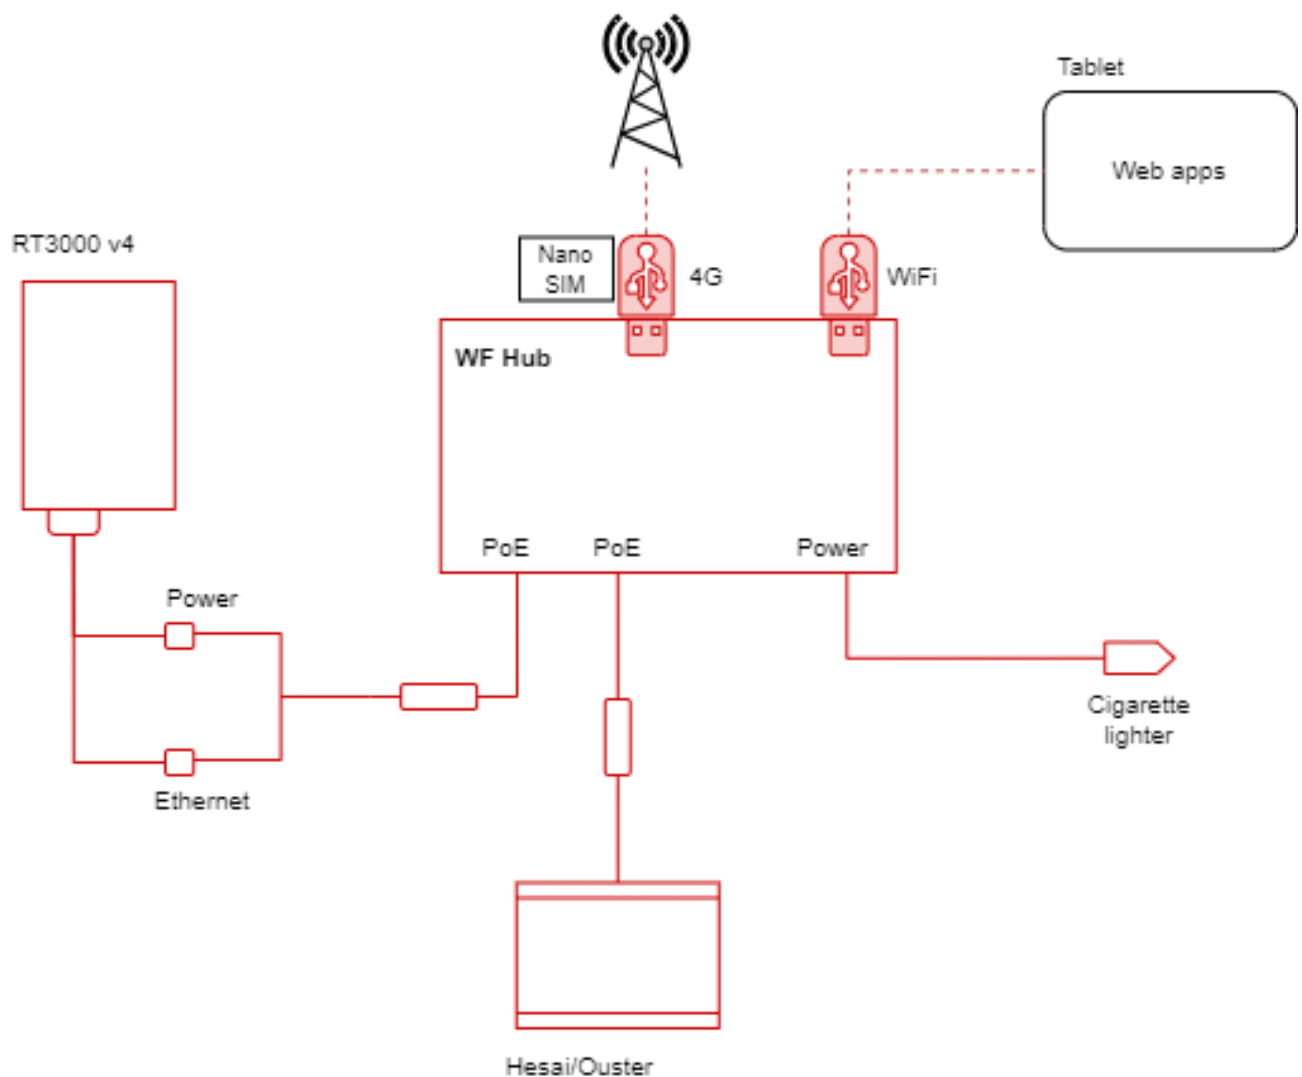 Tablet
Web apps
RT3000 v4
Nano
SIM
4G
WiFi
WF Hub
PoE
PoE
Power
Power
Cigarette
lighter
Ethernet
Hesai/Ouster